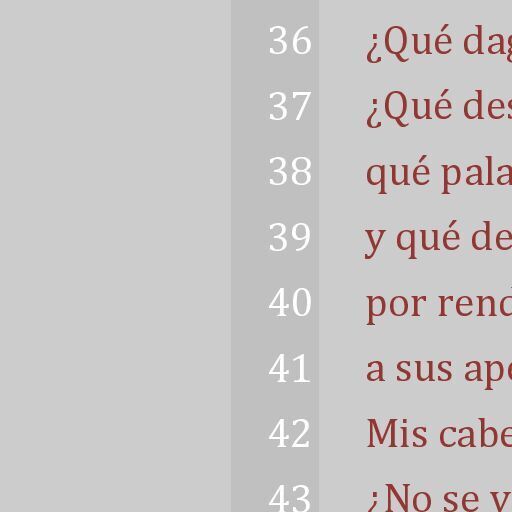 36 ¿Qué dag
37 ¿Qué des
38 qué pala
39 y qué de
40 por rend
41 a sus ape
42 Mis cabe
43 ¿No se v